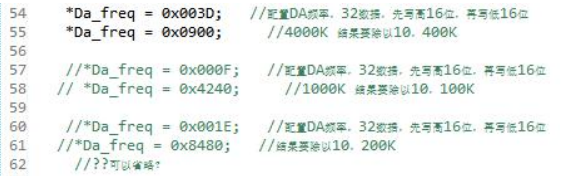 54 *Da_freq = 0x003D; //配置DA频率, 32数据, 先写高16位, 再写低16位
55 *Da_freq = 0x0900; //4000K 结果要除以10, 400K
56
57 //*Da_freq = 0x000F; //配置DA频率, 32数据, 先写高16位, 再写低16位
58 // *Da_freq = 0x4240; //1000K 结果要除以10, 100K
59
60 //*Da_freq = 0x001E; //配置DA频率, 32数据, 先写高16位, 再写低16位
61 //*Da_freq = 0x8480; //结果要除以10, 200K
62 //??可以省略?